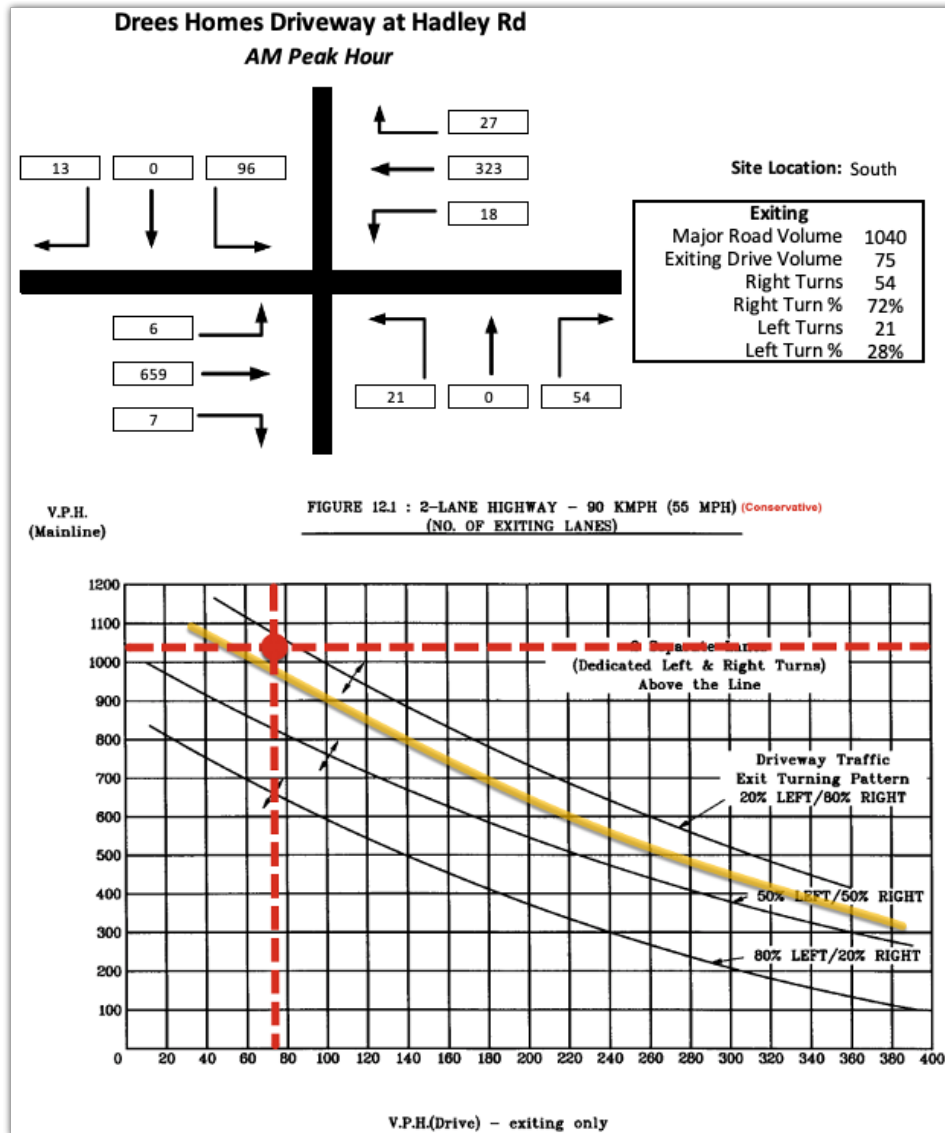 Drees Homes Driveway at Hadley Rd
AM Peak Hour
27
13 0 96
323
18
Site Location: South
Exiting
Major Road Volume 1040
Exiting Drive Volume 75
Right Turns 54
Right Turn % 72%
Left Turns 21
Left Turn % 28%
6
659
7
21 0 54
V.P.H.
(Mainline)
FIGURE 12.1 : 2-LANE HIGHWAY - 90 KMPH (55 MPH) (Conservative)
(NO. OF EXITING LANES)
1200
1100
1000
900
800
700
600
500
400
300
200
100
(Dedicated Left & Right Turns)
Above the Line
Driveway Traffic
Exit Turning Pattern
20% LEFT/80% RIGHT
50% LEFT/50% RIGHT
80% LEFT/20% RIGHT
0 20 40 60 80 100 120 140 160 180 200 220 240 260 280 300 320 340 360 380 400
0
V.P.H.(Drive) - exiting only